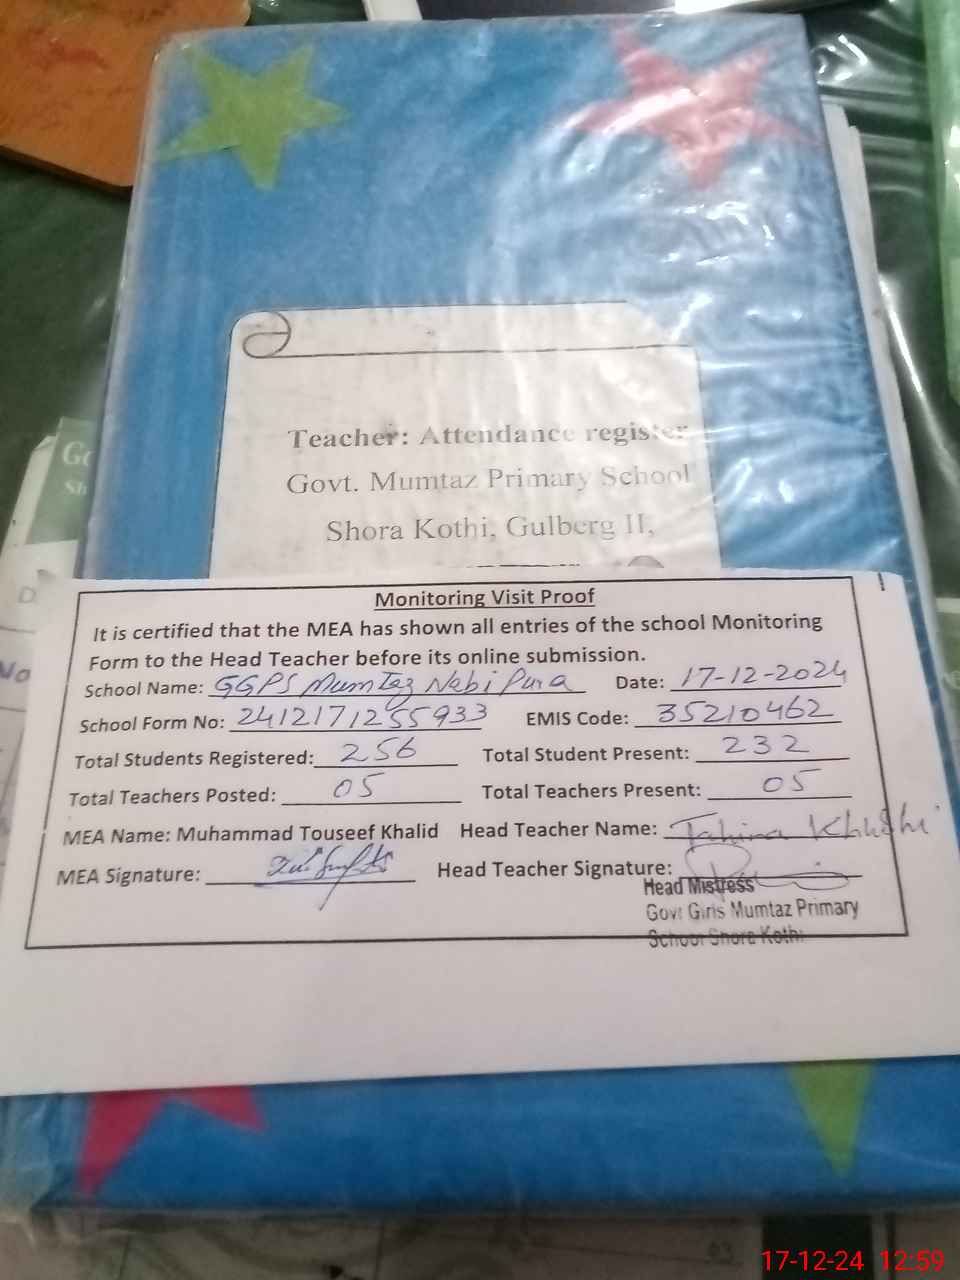 Teacher: Attendance register
Govt. Mumtaz Primary School
Shora Kothi, Gulberg II,
Monitoring Visit Proof
It is certified that the MEA has shown all entries of the school Monitoring
Form to the Head Teacher before its online submission.
School Name: GGPS Mumtaz Nabi Pura Date: 17-12-2024
School Form No: 2412171255933 EMIS Code: 35210462
Total Students Registered: 256 Total Student Present: 232
Total Teachers Posted: 05 Total Teachers Present: 05
MEA Name: Muhammad Touseef Khalid Head Teacher Name: Tahira
MEA Signature: Head Teacher Signature:
Head Mistress
Govt Girls Mumtaz Primary
School Shora Kothi
17-12-24 12:59